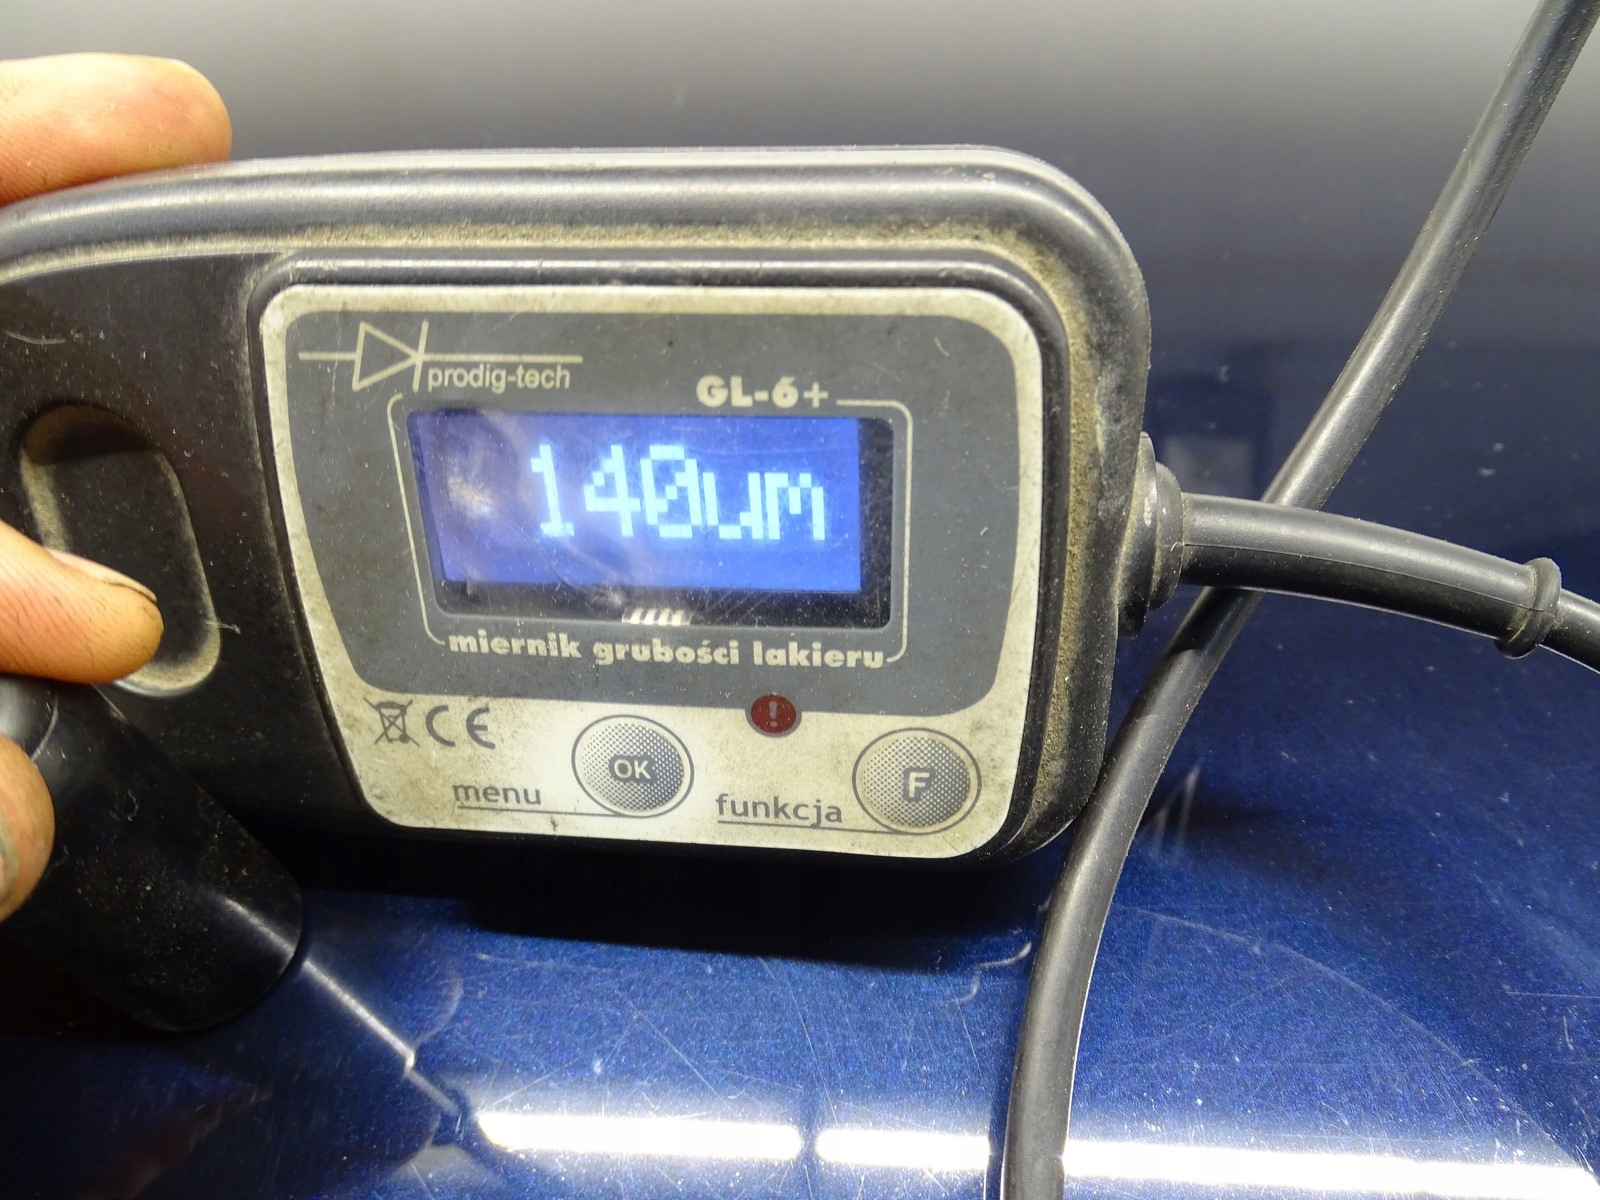 prodig-tech
GL-6+
140um
miernik grubości lakieru
!
CE
OK
menu
F
funkcja